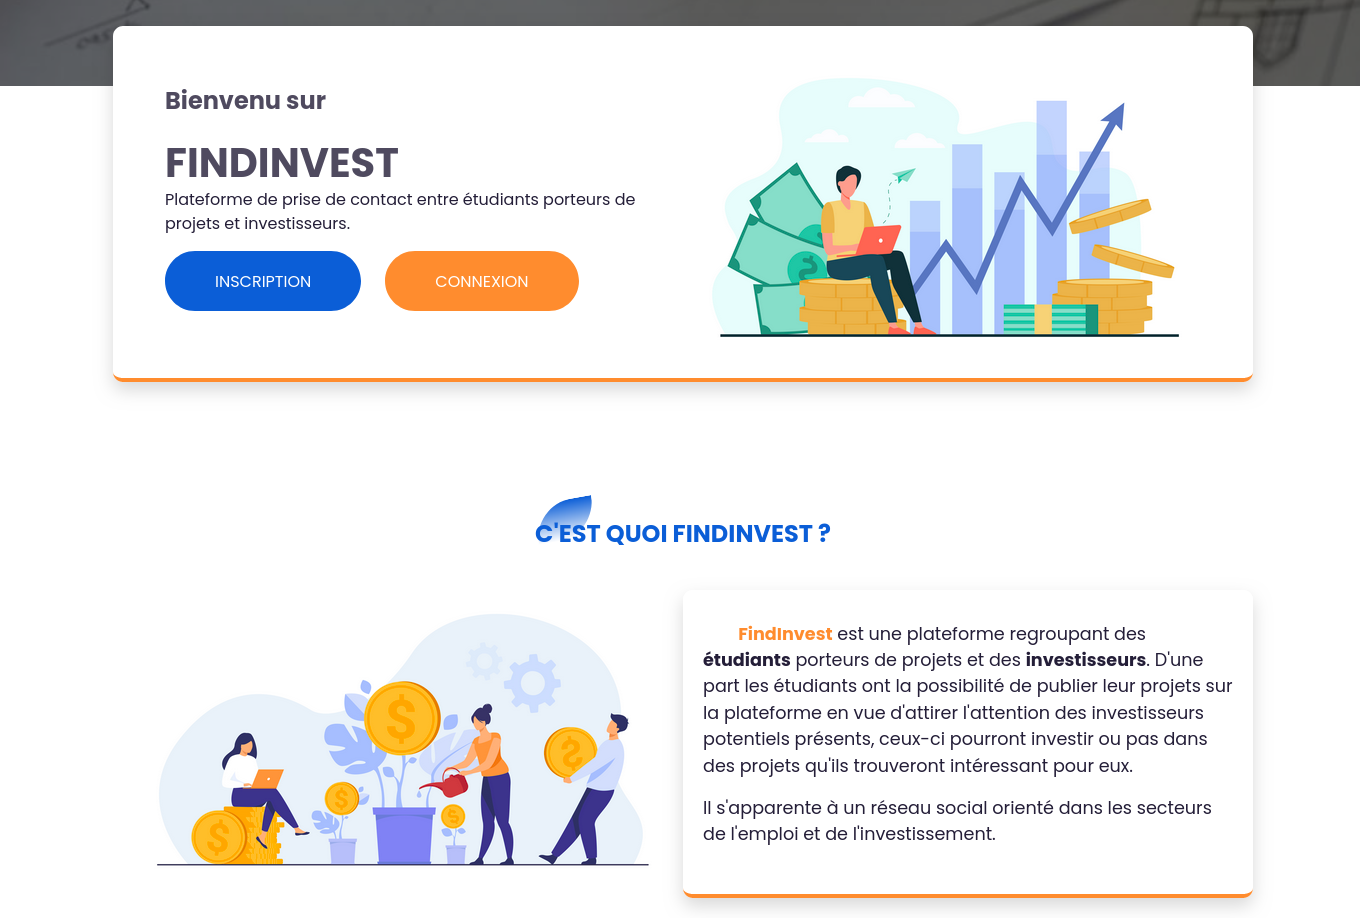 Bienvenu sur
FINDINVEST
Plateforme de prise de contact entre étudiants porteurs de
projets et investisseurs.
INSCRIPTION
CONNEXION
C'EST QUOI FINDINVEST ?
FindInvest est une plateforme regroupant des
étudiants porteurs de projets et des investisseurs. D'une
part les étudiants ont la possibilité de publier leur projets sur
la plateforme en vue d'attirer l'attention des investisseurs
potentiels présents, ceux-ci pourront investir ou pas dans
des projets qu'ils trouveront intéressant pour eux.
Il s'apparente à un réseau social orienté dans les secteurs
de l'emploi et de l'investissement.